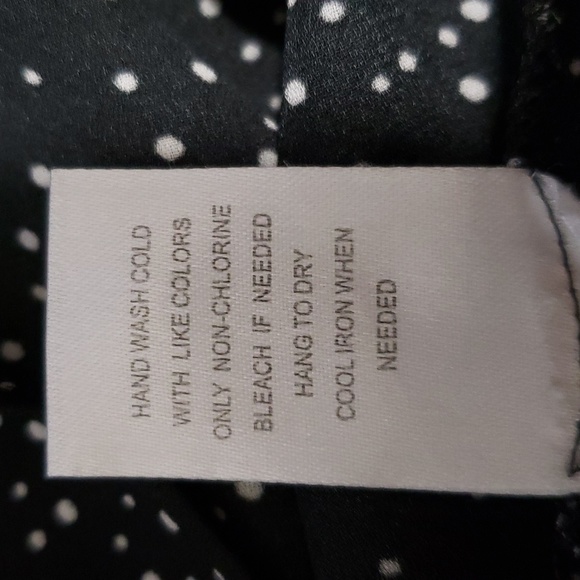 HAND WASH COLD
WITH LIKE COLORS
ONLY NON-CHLORINE
BLEACH IF NEEDED
HANG TO DRY
COOL IRON WHEN
NEEDED